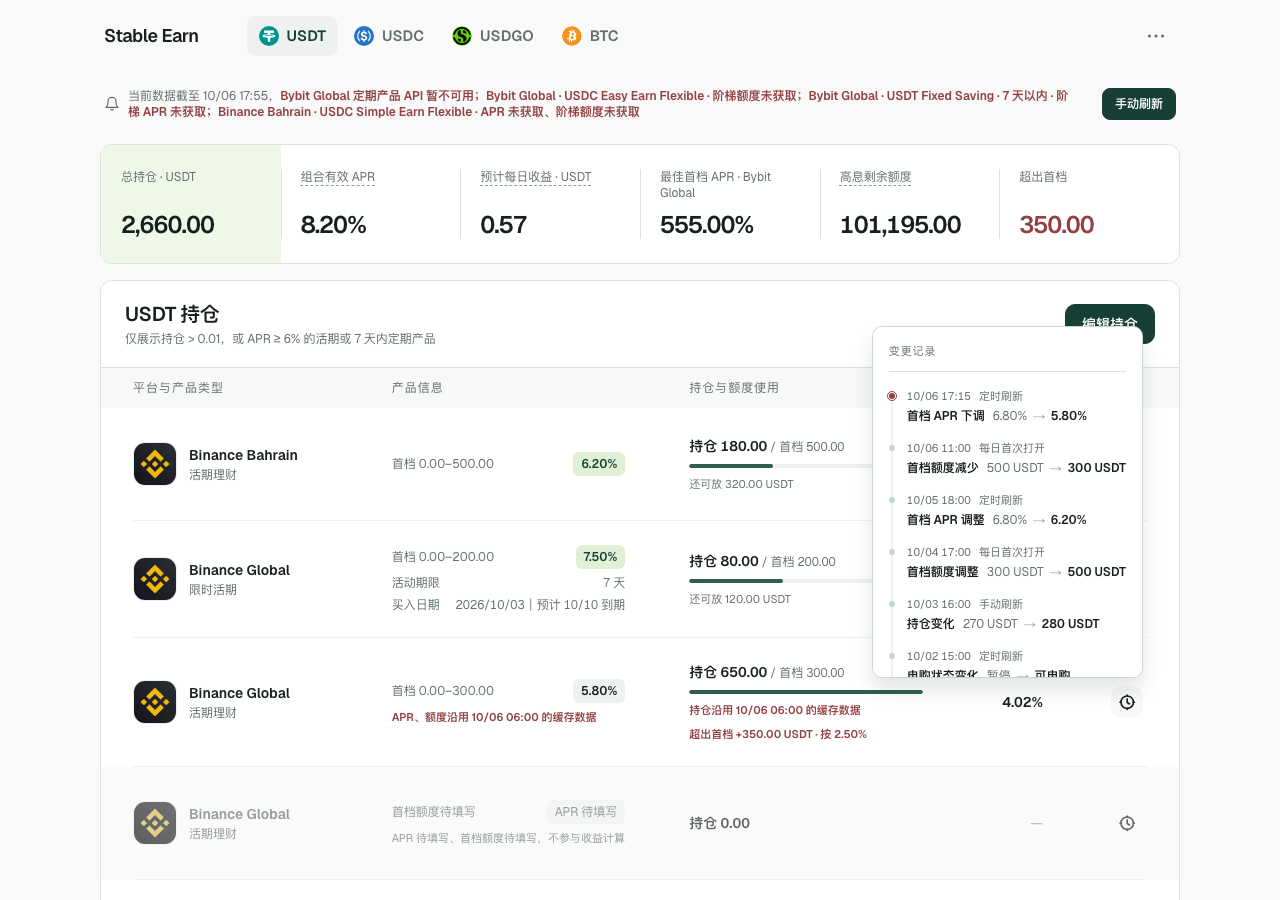 Stable Earn
USDT
USDC
USDGO
BTC
当前数据截至 10/06 17:55，Bybit Global 定期产品 API 暂不可用；Bybit Global · USDC Easy Earn Flexible · 阶梯额度未获取；Bybit Global · USDT Fixed Saving · 7 天以内 · 阶
梯 APR 未获取；Binance Bahrain · USDC Simple Earn Flexible · APR 未获取、阶梯额度未获取
手动刷新
总持仓 · USDT
2,660.00
组合有效 APR
8.20%
预计每日收益 · USDT
0.57
最佳首档 APR · Bybit
Global
555.00%
高息剩余额度
101,195.00
超出首档
350.00
USDT 持仓
仅展示持仓 > 0.01，或 APR ≥ 6% 的活期或 7 天内定期产品
编辑持仓
平台与产品类型
产品信息
持仓与额度使用
Binance Bahrain
活期理财
首档 0.00–500.00
6.20%
持仓 180.00 / 首档 500.00
还可放 320.00 USDT
Binance Global
限时活期
首档 0.00–200.00
7.50%
活动期限
7 天
买入日期
2026/10/03｜预计 10/10 到期
持仓 80.00 / 首档 200.00
还可放 120.00 USDT
Binance Global
活期理财
首档 0.00–300.00
5.80%
APR、额度沿用 10/06 06:00 的缓存数据
持仓 650.00 / 首档 300.00
持仓沿用 10/06 06:00 的缓存数据
超出首档 +350.00 USDT · 按 2.50%
4.02%
Binance Global
活期理财
首档额度待填写
APR 待填写
APR 待填写、首档额度待填写，不参与收益计算
持仓 0.00
—
变更记录
10/06 17:15 定时刷新
首档 APR 下调 6.80% → 5.80%
10/06 11:00 每日首次打开
首档额度减少 500 USDT → 300 USDT
10/05 18:00 定时刷新
首档 APR 调整 6.80% → 6.20%
10/04 17:00 每日首次打开
首档额度调整 300 USDT → 500 USDT
10/03 16:00 手动刷新
持仓变化 270 USDT → 280 USDT
10/02 15:00 定时刷新
申购状态变化 暂停 → 可申购